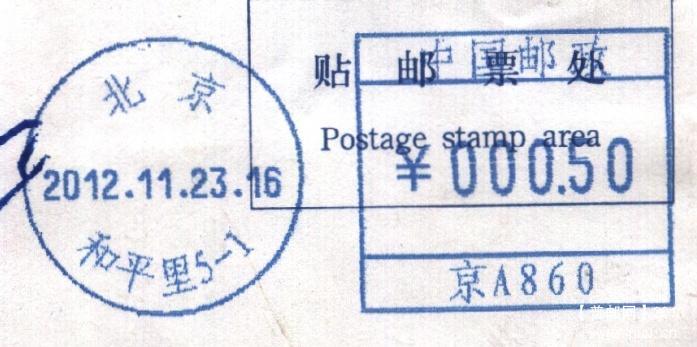 北京
2012.11.23.16
和平里5-1
贴邮票处
Postage stamp area
中国邮政
¥000.50
京A860